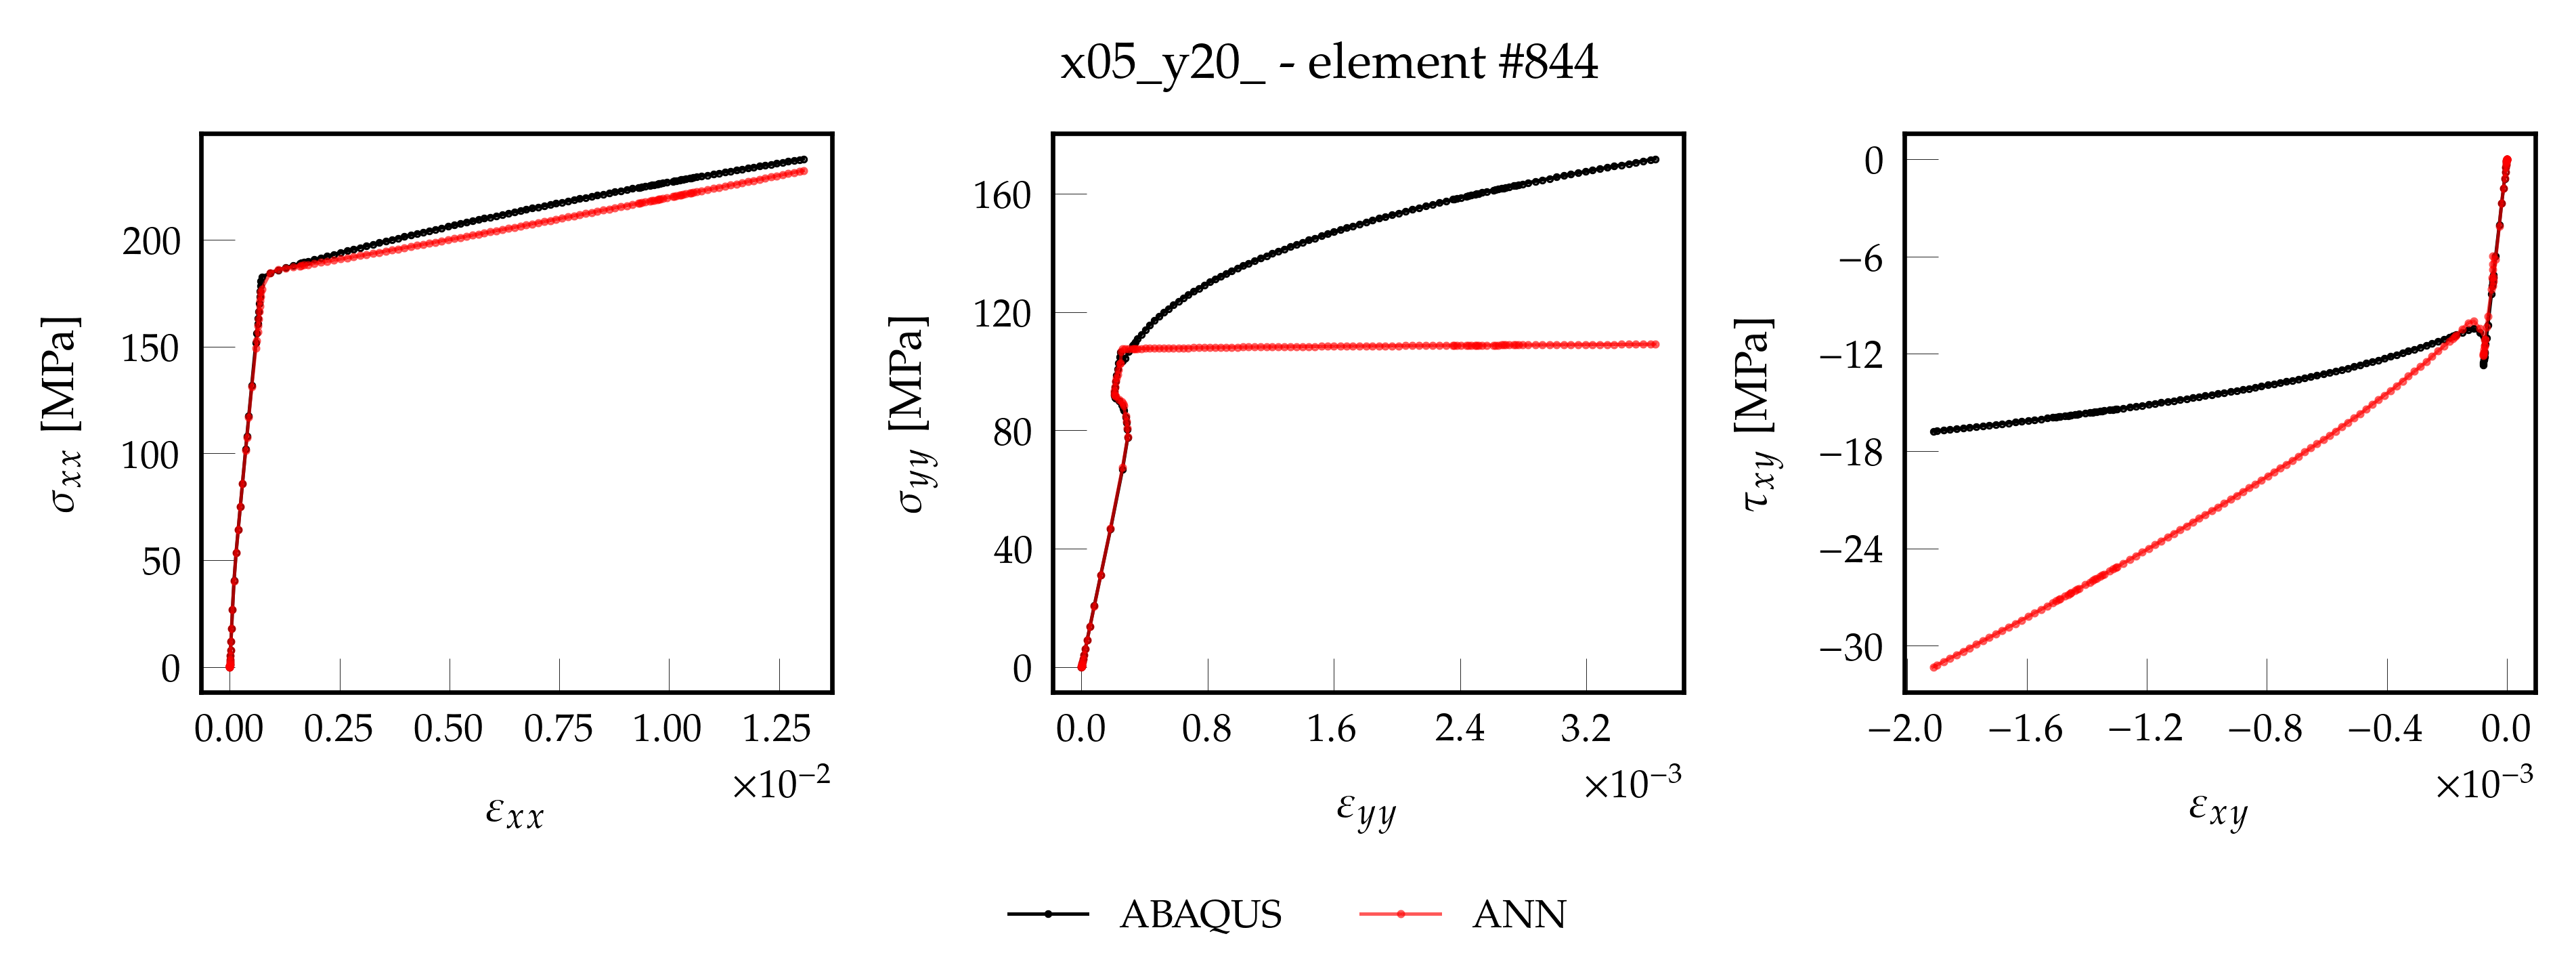 x05_y20_ - element #844
σxx [MPa]
200
150
100
50
0
0.00 0.25 0.50 0.75 1.00 1.25
×10−2
εxx
σyy [MPa]
160
120
80
40
0
0.0 0.8 1.6 2.4 3.2
×10−3
εyy
τxy [MPa]
0
−6
−12
−18
−24
−30
−2.0 −1.6 −1.2 −0.8 −0.4 0.0
×10−3
εxy
ABAQUS ANN